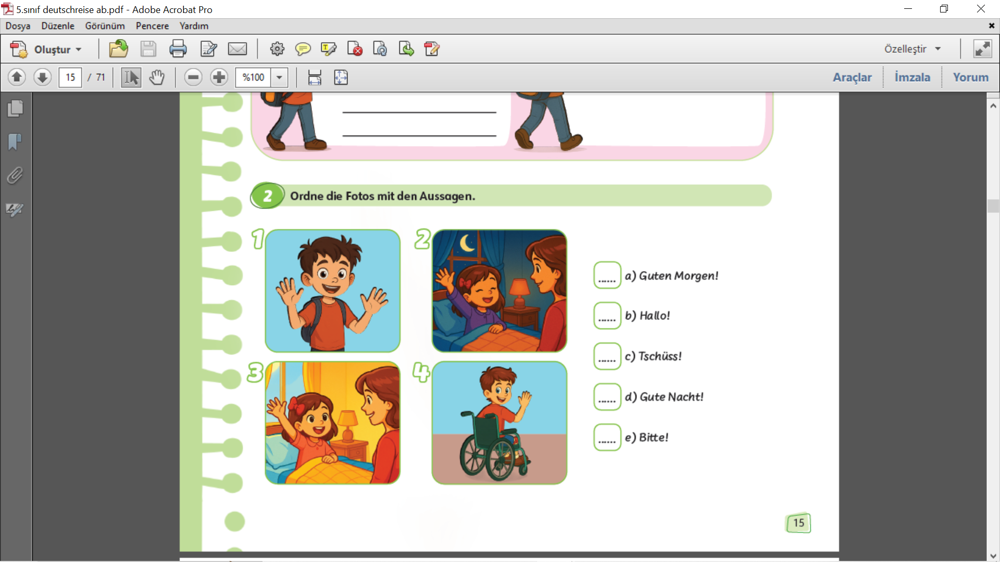 5.sınıf deutschreise ab.pdf - Adobe Acrobat Pro
Dosya Düzenle Görünüm Pencere Yardım
Oluştur
Özelleştir
15 / 71
%100
Araçlar İmzala Yorum
2 Ordne die Fotos mit den Aussagen.
1
2
3
4
...... a) Guten Morgen!
...... b) Hallo!
...... c) Tschüss!
...... d) Gute Nacht!
...... e) Bitte!
15